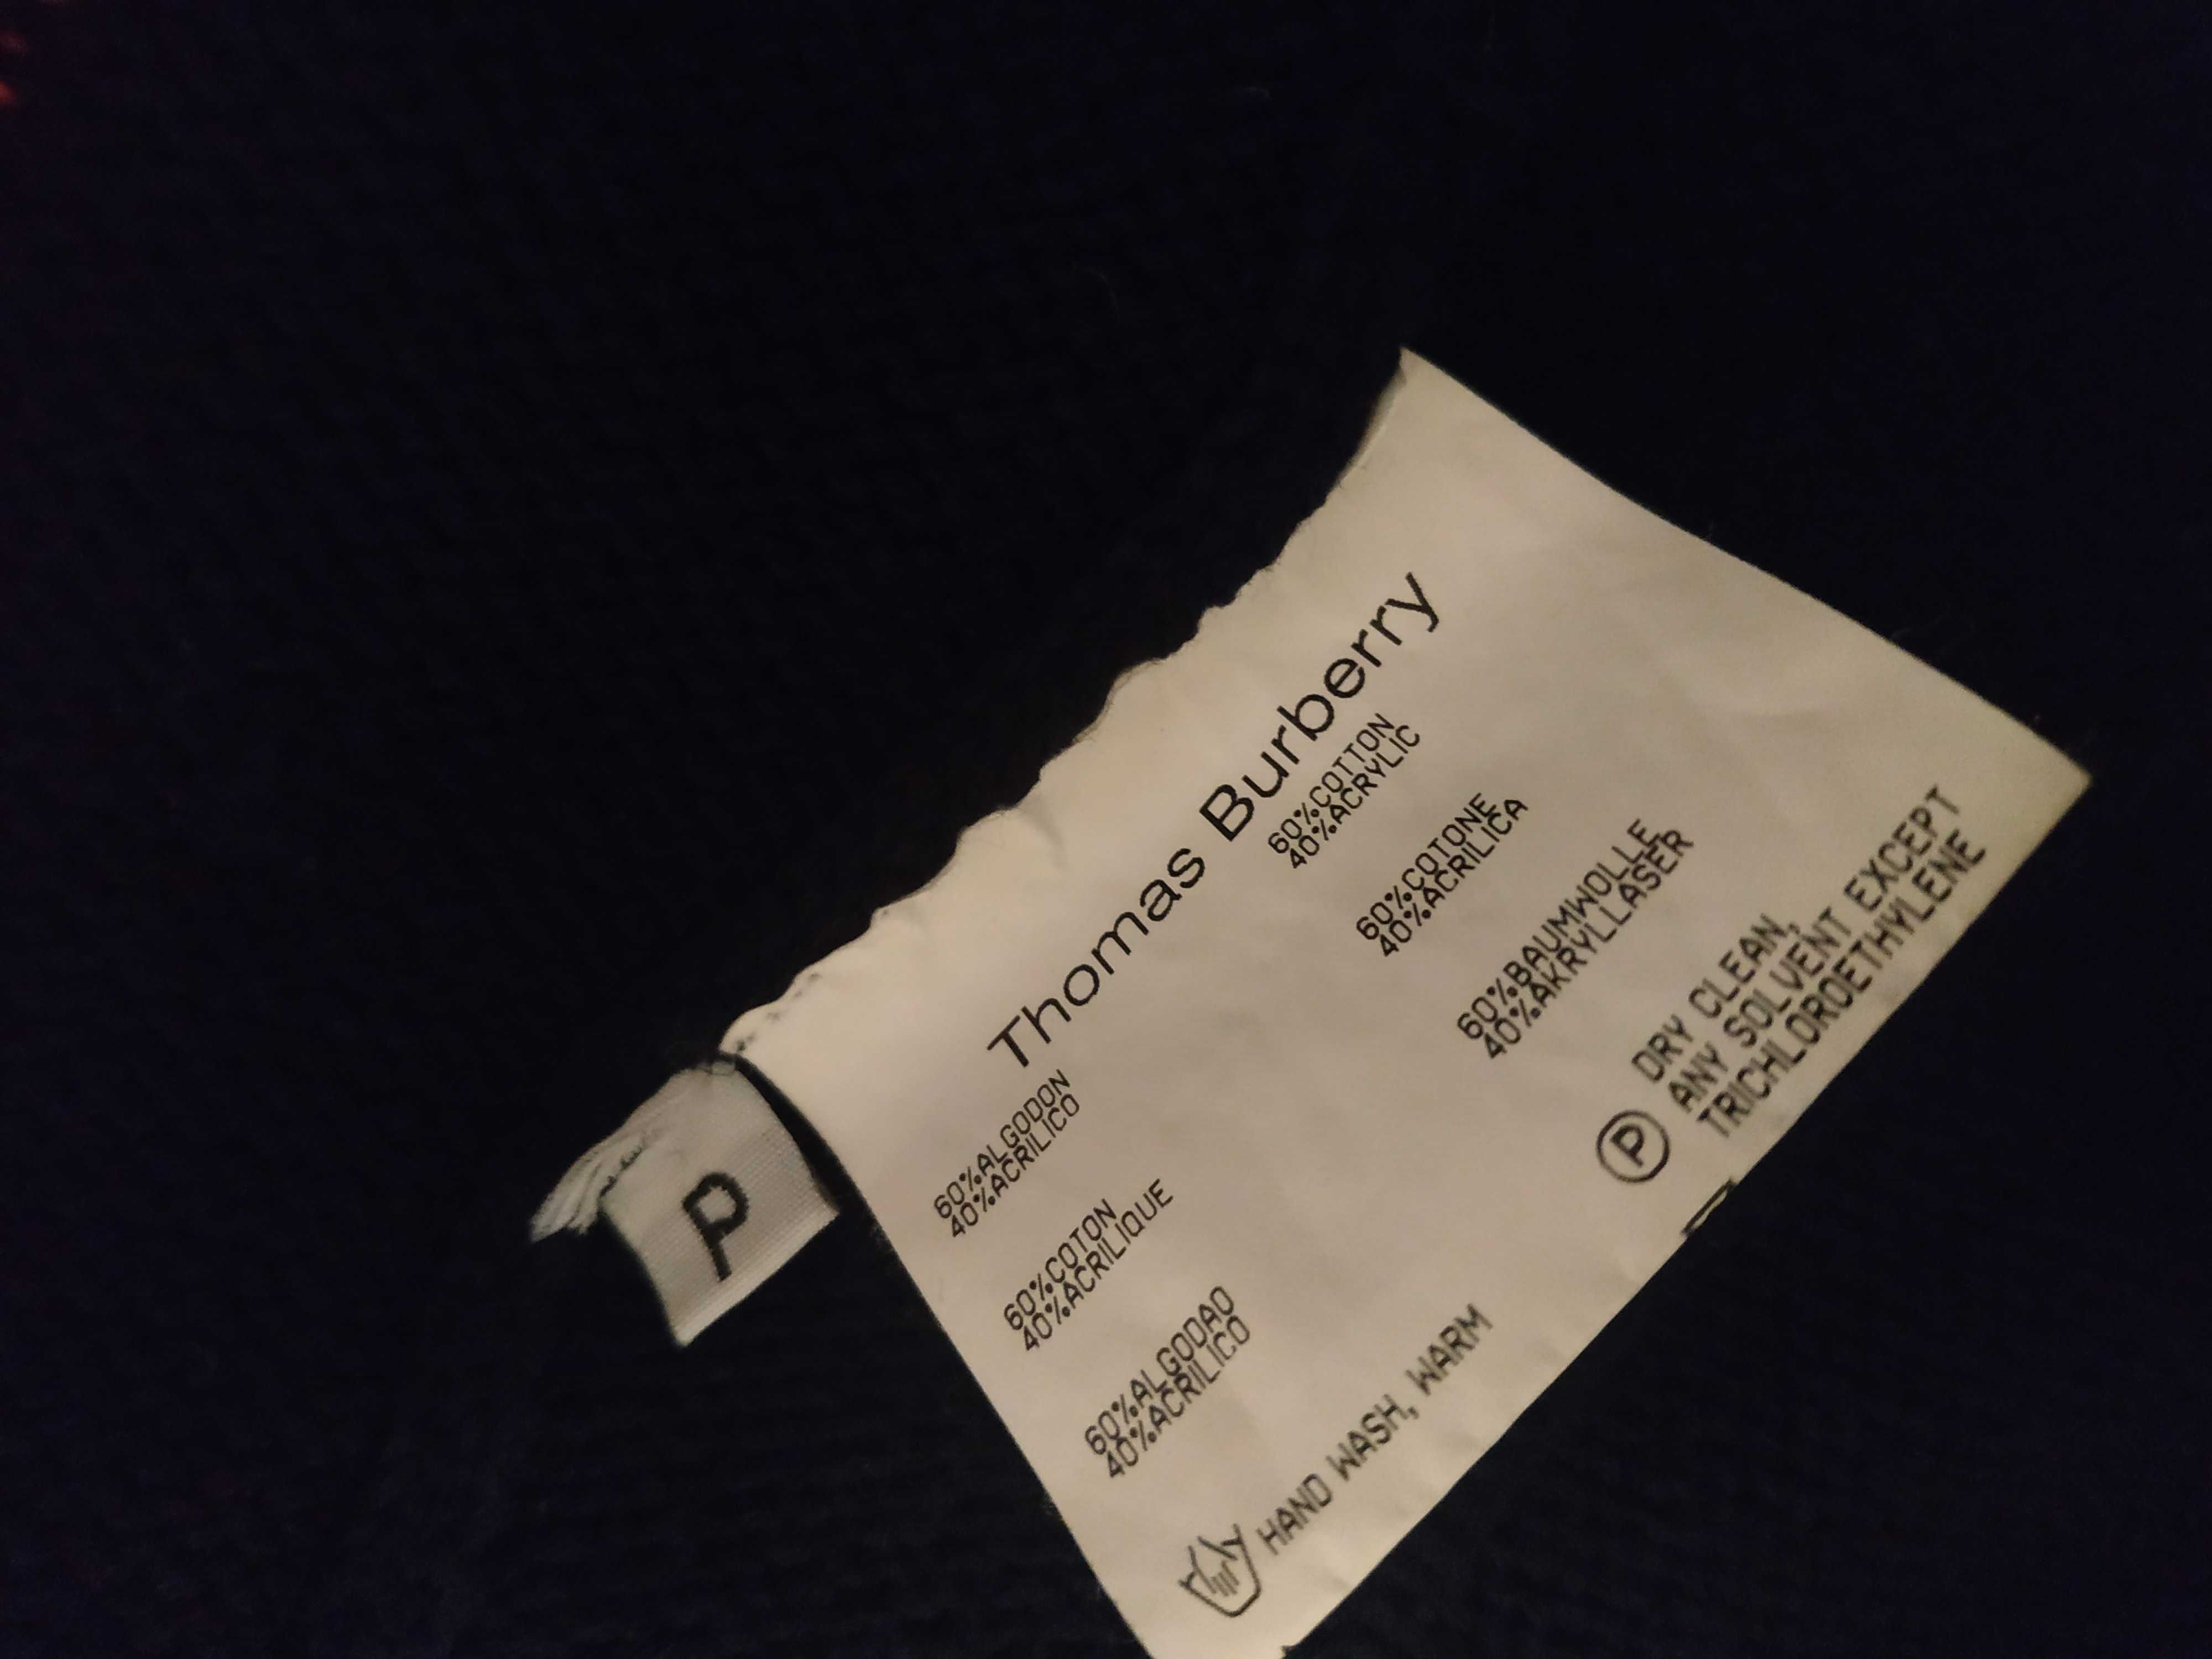 Thomas Burberry
60%ALGODON
40%ACRILICO
60%COTTON
40%ACRYLIC
60%COTON
40%ACRILIQUE
60%COTONE
40%ACRILICA
60%ALGODAO
40%ACRILICO
60%BAUMWOLLE
40%AKRYLLASER
HAND WASH, WARM
P
DRY CLEAN,
ANY SOLVENT EXCEPT
TRICHLOROETHYLENE
P